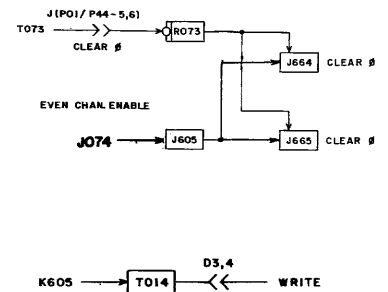 J(P01/P44-5,6)
T073
R073
CLEAR Ø
J664 CLEAR Ø
EVEN CHAN. ENABLE
J074 J605 J665 CLEAR Ø
D3,4
K605 T014 WRITE